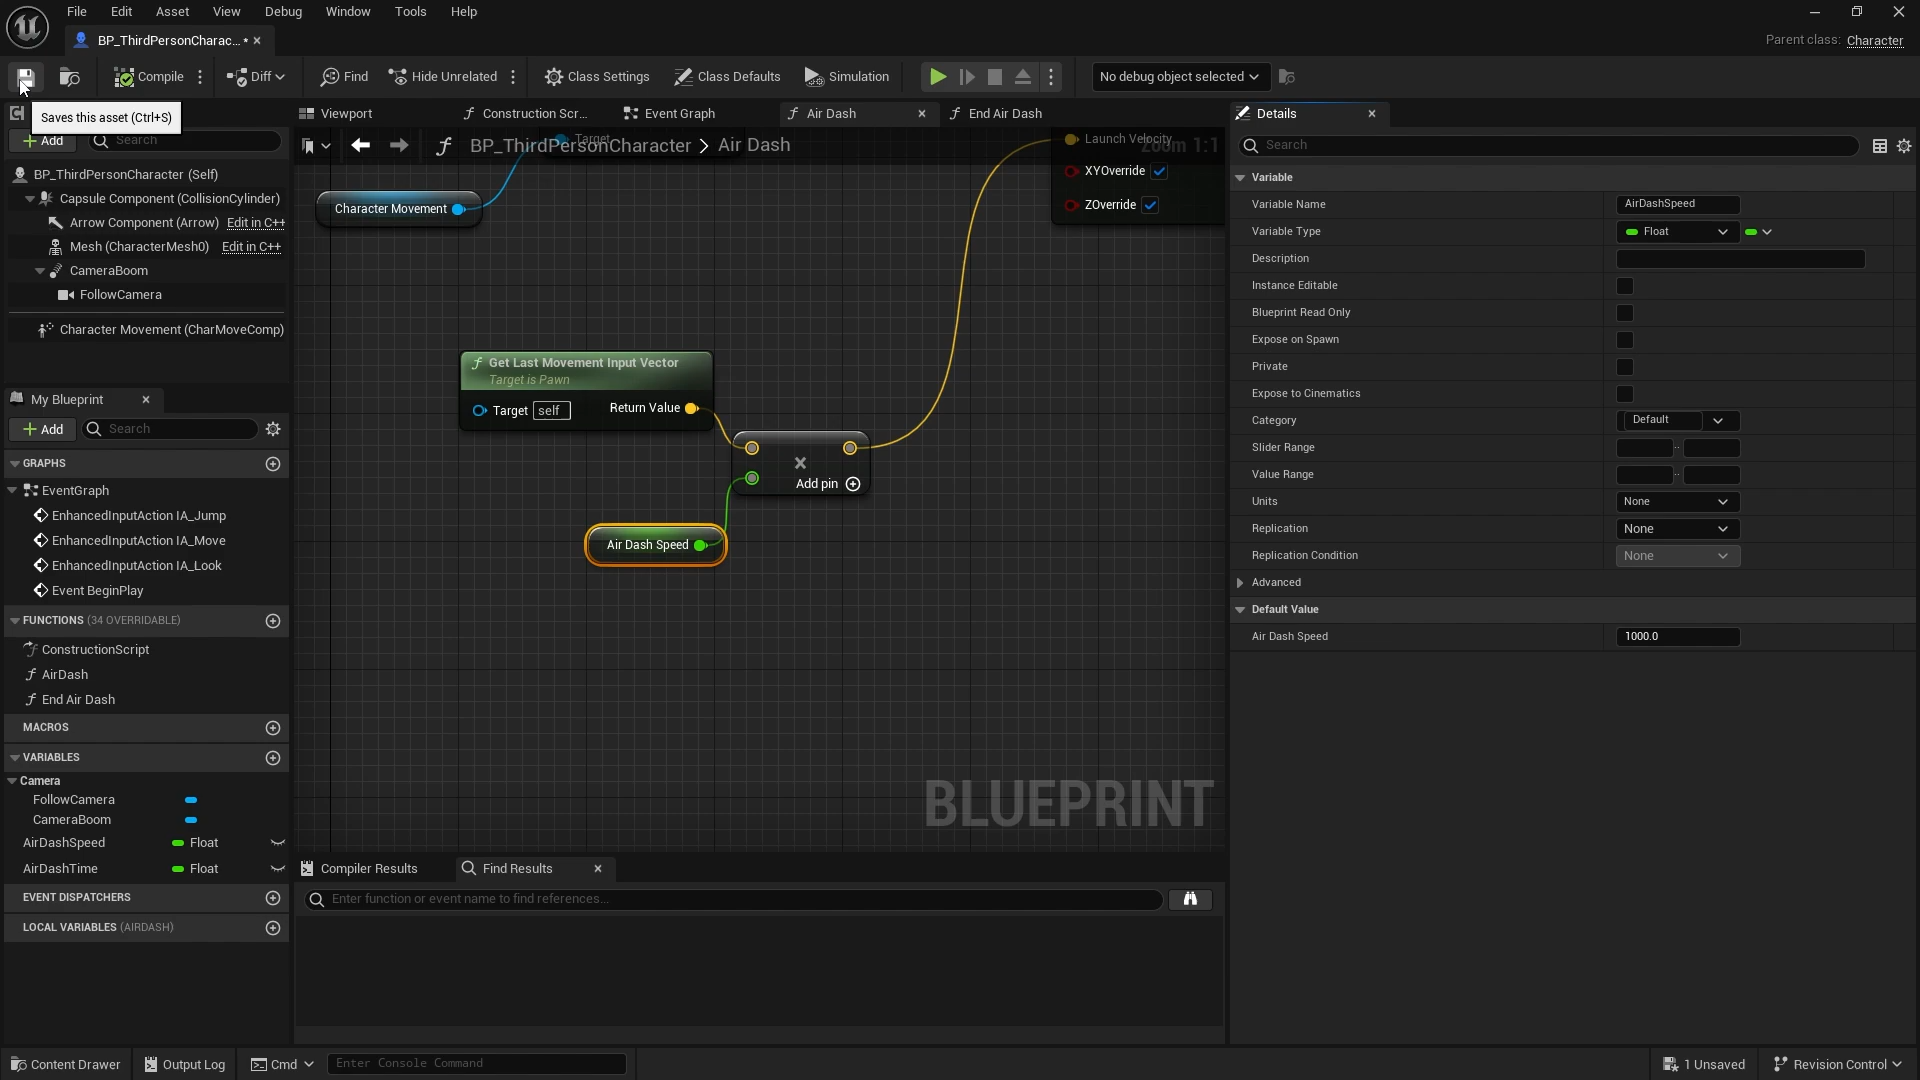 File Edit Asset View Debug Window Tools Help
BP_ThirdPersonCharac... •
Parent class: Character
Compile Diff Find Hide Unrelated Class Settings Class Defaults Simulation No debug object selected
Saves this asset (Ctrl+S)
Viewport Construction Scr... Event Graph Air Dash End Air Dash
Details
Add Search
BP_ThirdPersonCharacter > Air Dash
Zoom 1:1
BP_ThirdPersonCharacter (Self)
Capsule Component (CollisionCylinder)
Arrow Component (Arrow) Edit in C++
Mesh (CharacterMesh0) Edit in C++
CameraBoom
FollowCamera
Character Movement (CharMoveComp)
My Blueprint
Add Search
GRAPHS
EventGraph
EnhancedInputAction IA_Jump
EnhancedInputAction IA_Move
EnhancedInputAction IA_Look
Event BeginPlay
FUNCTIONS (34 OVERRIDABLE)
ConstructionScript
AirDash
End Air Dash
MACROS
VARIABLES
Camera
FollowCamera
CameraBoom
AirDashSpeed Float
AirDashTime Float
EVENT DISPATCHERS
LOCAL VARIABLES (AIRDASH)
Target
Character Movement
Launch Velocity
XYOverride
ZOverride
Get Last Movement Input Vector
Target is Pawn
Target self Return Value
Add pin
Air Dash Speed
BLUEPRINT
Compiler Results Find Results
Enter function or event name to find references...
Search
Variable
Variable Name AirDashSpeed
Variable Type Float
Description
Instance Editable
Blueprint Read Only
Expose on Spawn
Private
Expose to Cinematics
Category Default
Slider Range ..
Value Range ..
Units None
Replication None
Replication Condition None
Advanced
Default Value
Air Dash Speed 1000.0
Content Drawer Output Log Cmd Enter Console Command 1 Unsaved Revision Control